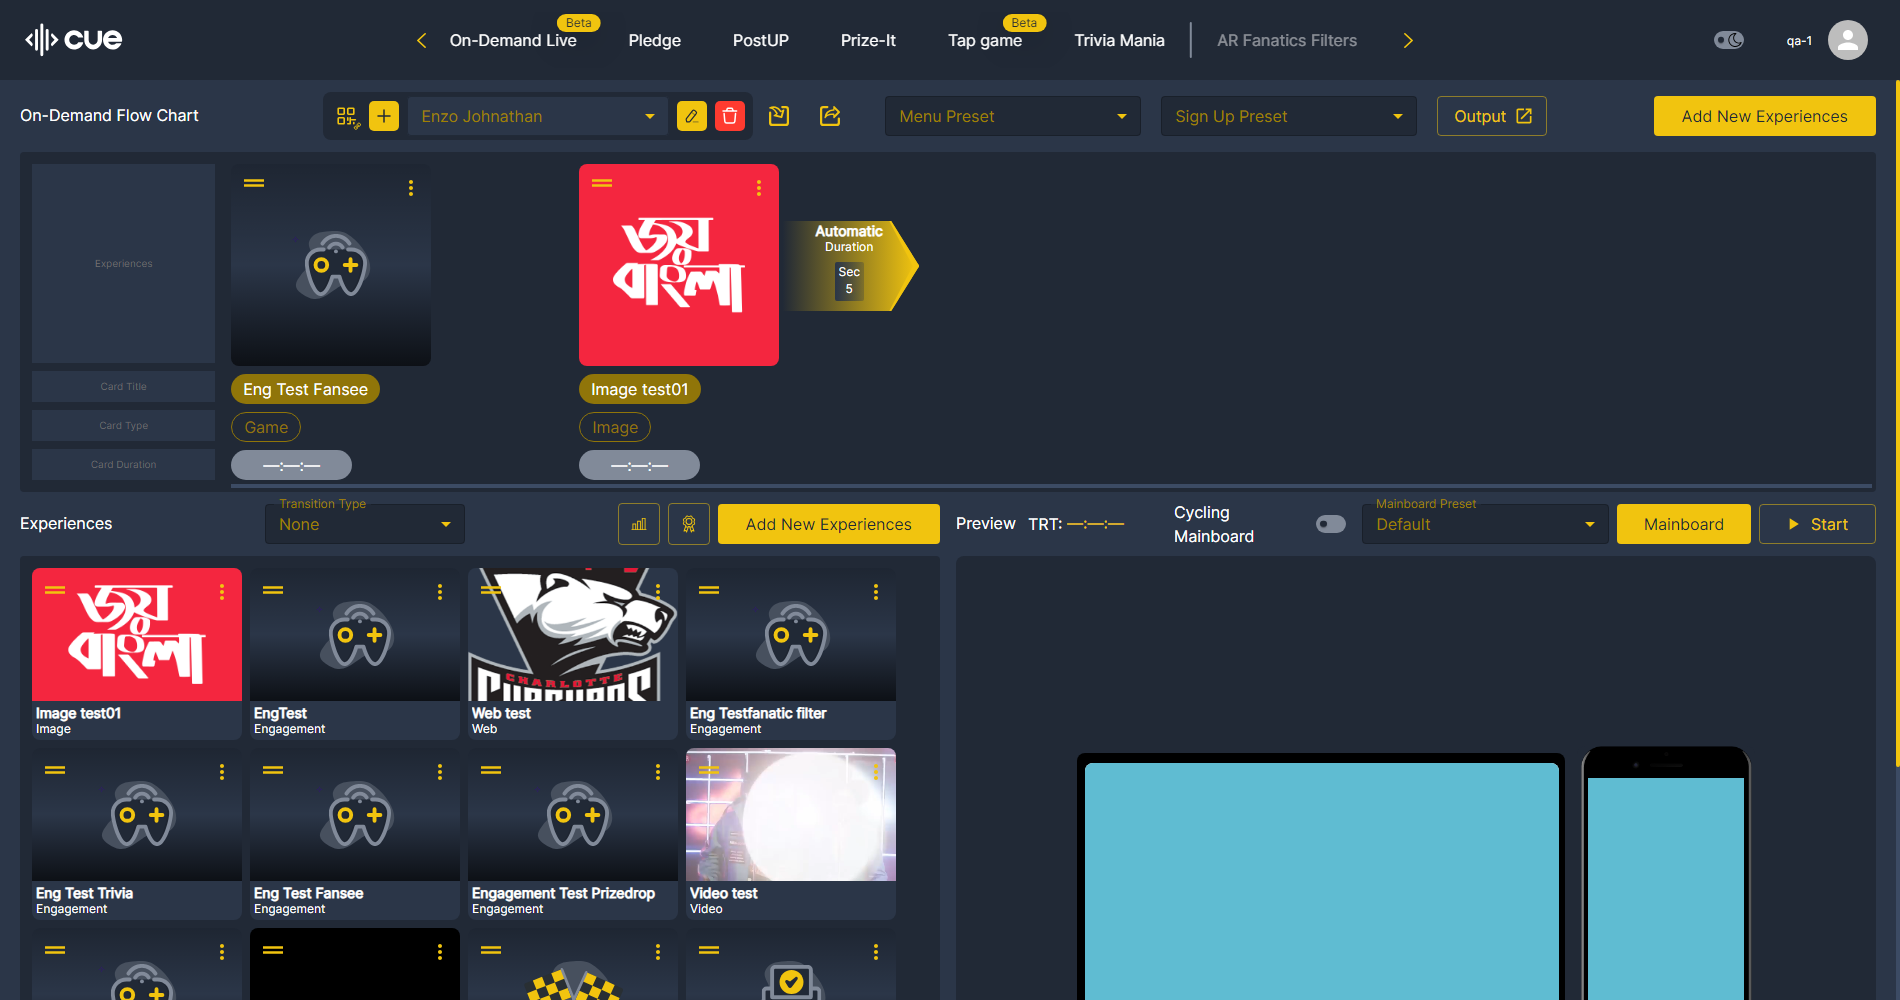 cue
On-Demand Live
Beta
Pledge
PostUP
Prize-It
Tap game
Beta
Trivia Mania
AR Fanatics Filters
qa-1
On-Demand Flow Chart
Enzo Johnathan
Menu Preset
Sign Up Preset
Output
Add New Experiences
Experiences
Card Title
Card Type
Card Duration
Eng Test Fansee
Game
—:—:—
জয়
বাংলা
Image test01
Image
—:—:—
Automatic
Duration
Sec
5
Experiences
Transition Type
None
Add New Experiences
Preview
TRT: —:—:—
Cycling
Mainboard
Mainboard Preset
Default
Mainboard
Start
জয়
বাংলা
Image test01
Image
EngTest
Engagement
CHARLOTTE
Web test
Web
Eng Testfanatic filter
Engagement
Eng Test Trivia
Engagement
Eng Test Fansee
Engagement
Engagement Test Prizedrop
Engagement
Video test
Video